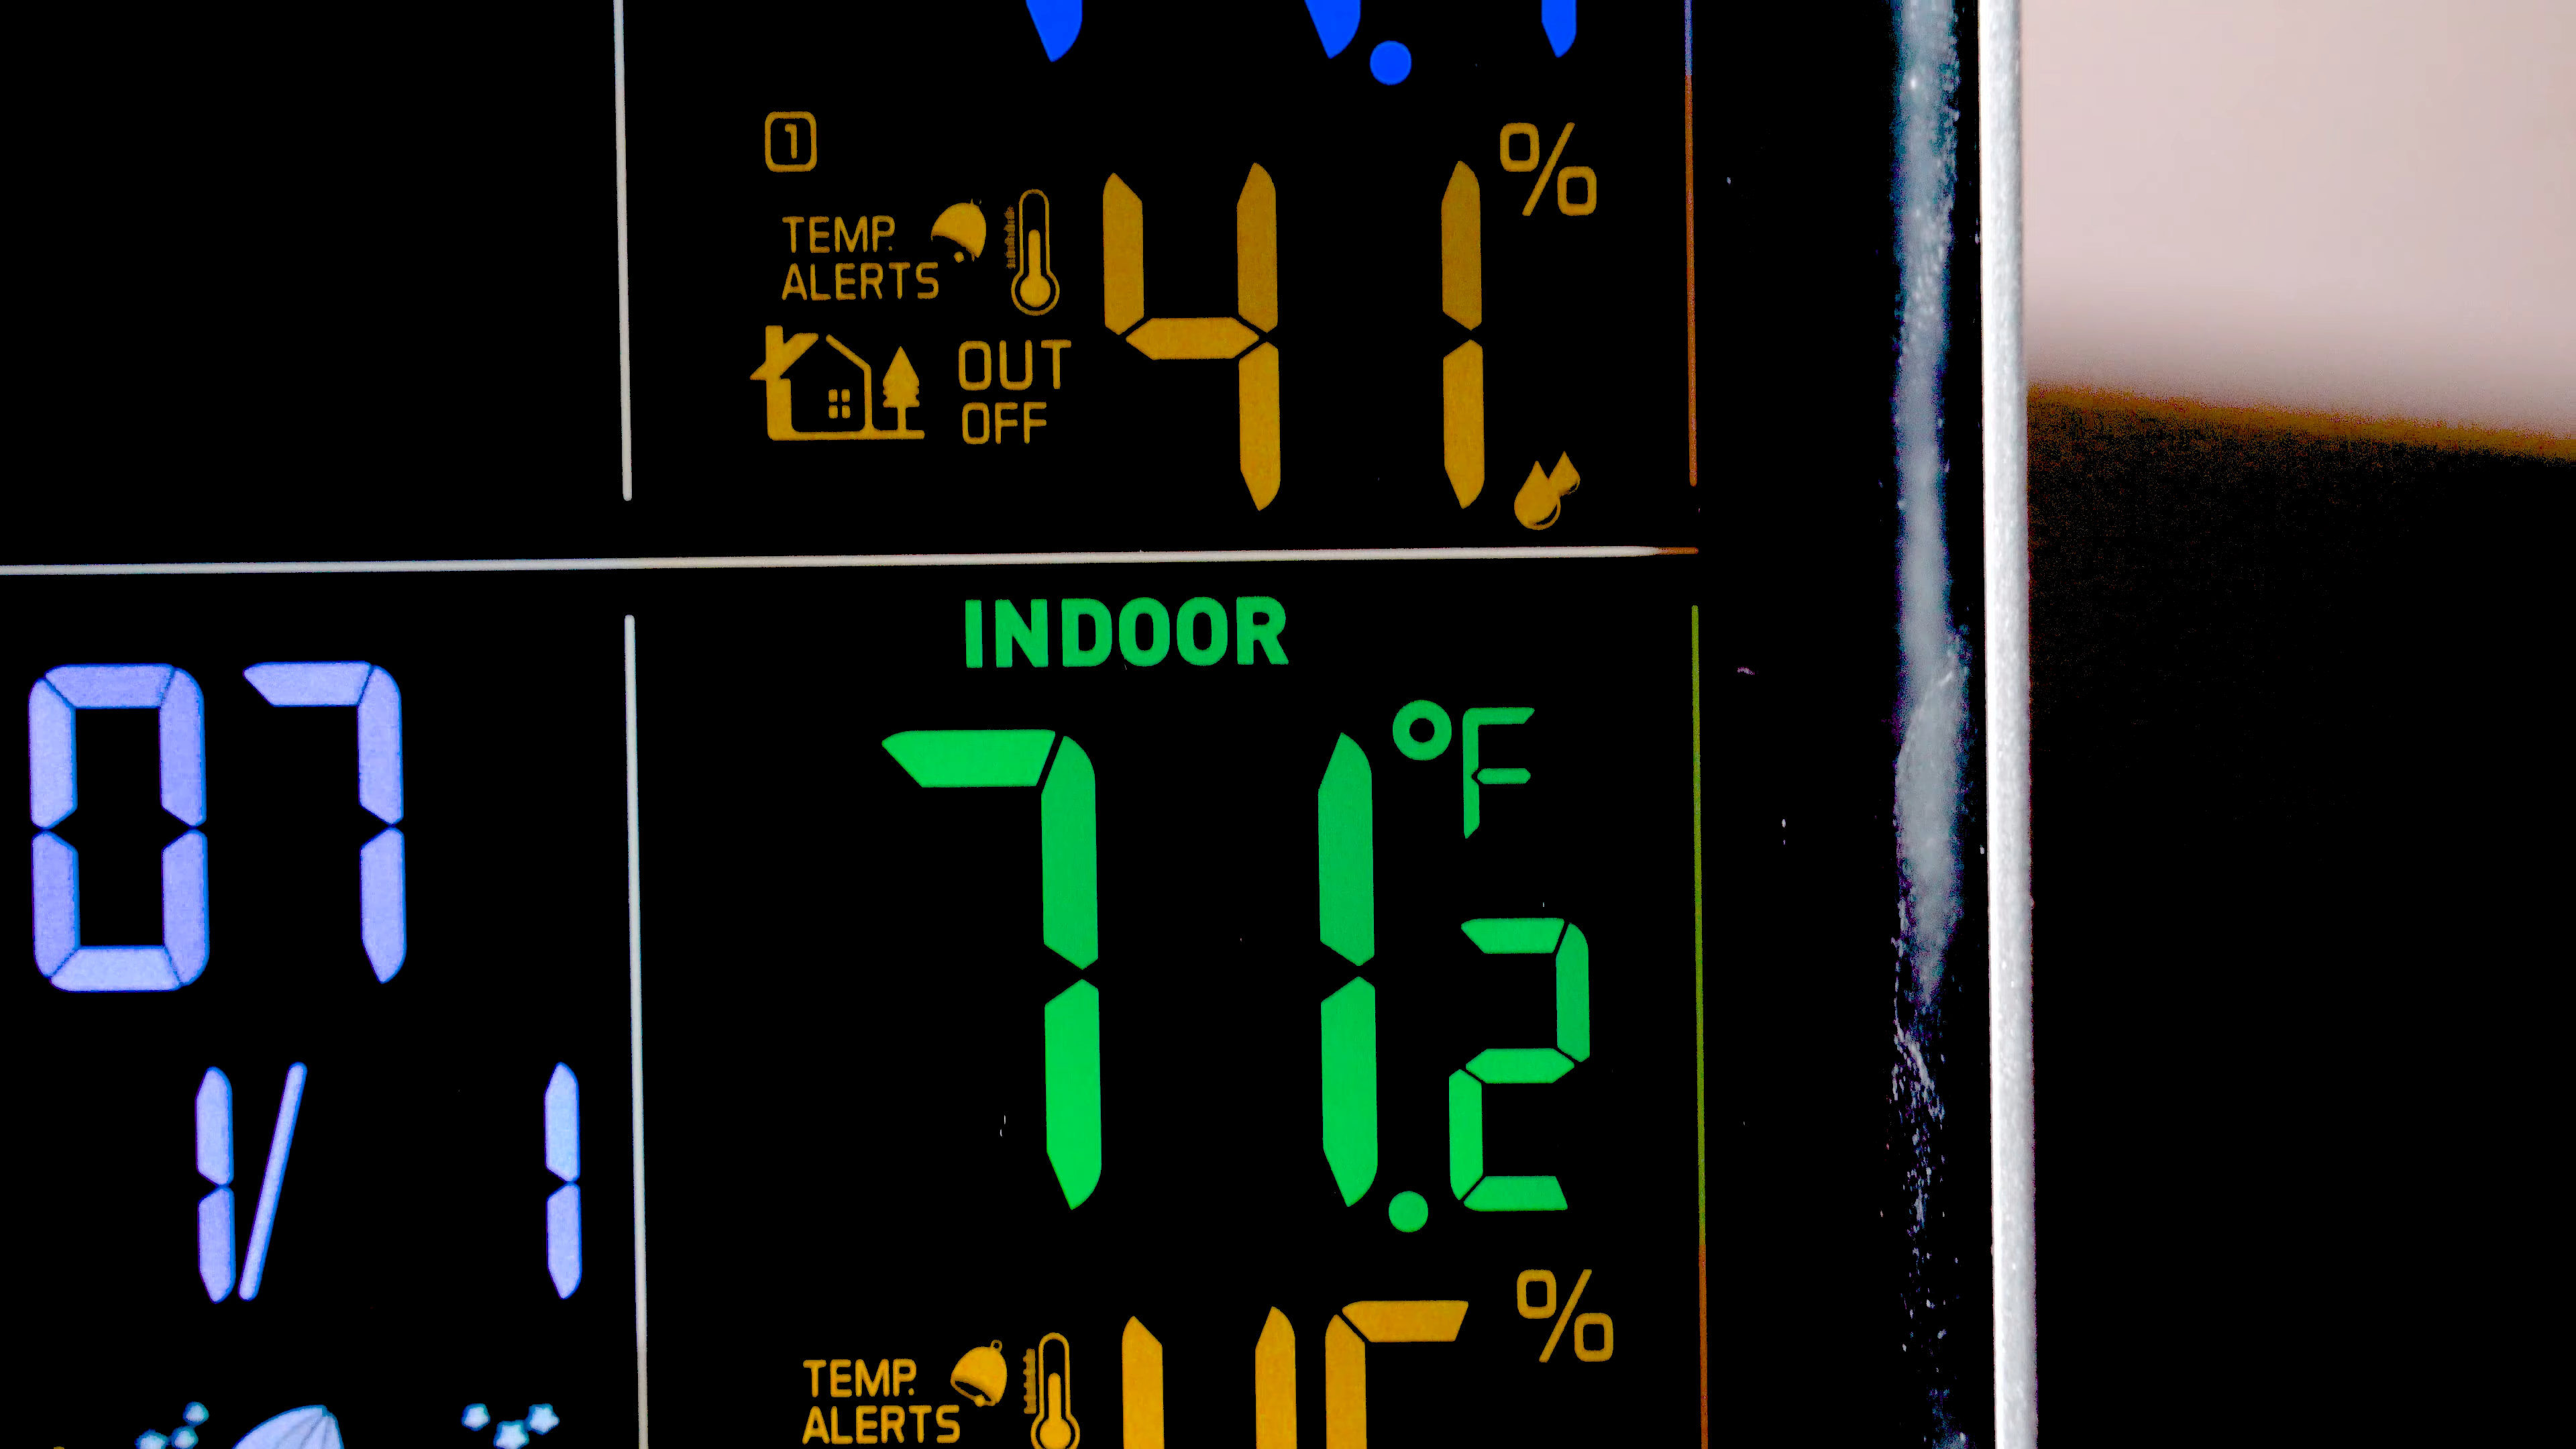 1
%
TEMP.
ALERTS
41
OUT
OFF
INDOOR
07
71.2
°F
1/1
%
TEMP.
ALERTS